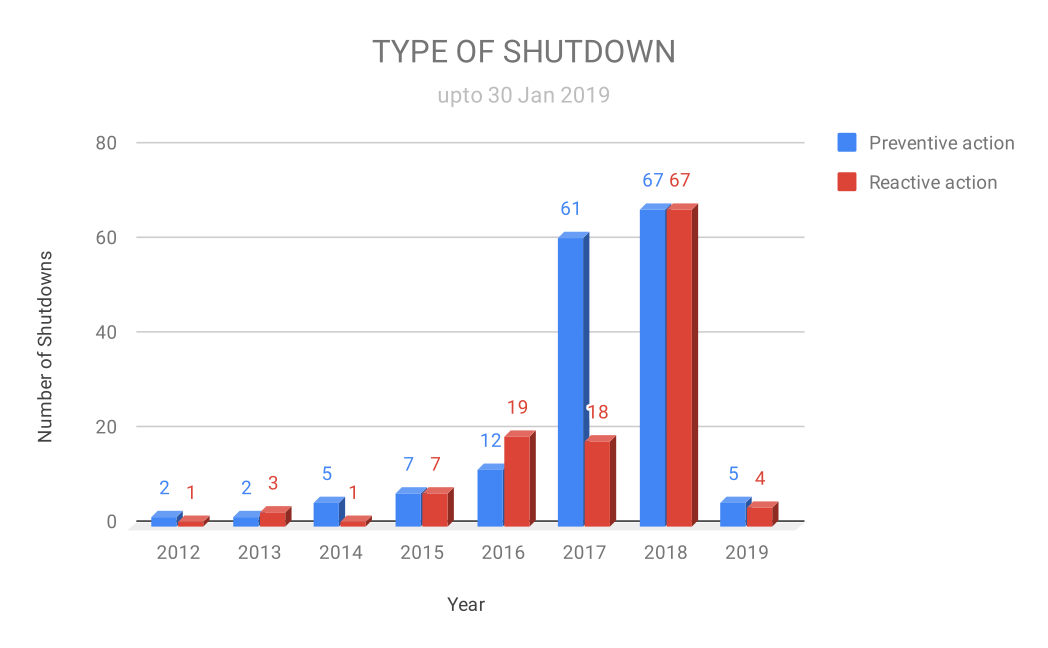 TYPE OF SHUTDOWN
upto 30 Jan 2019
Preventive action
Reactive action
Number of Shutdowns
80
60
40
20
0
2 1
2 3
5 1
7 7
12 19
61 18
67 67
5 4
2012 2013 2014 2015 2016 2017 2018 2019
Year